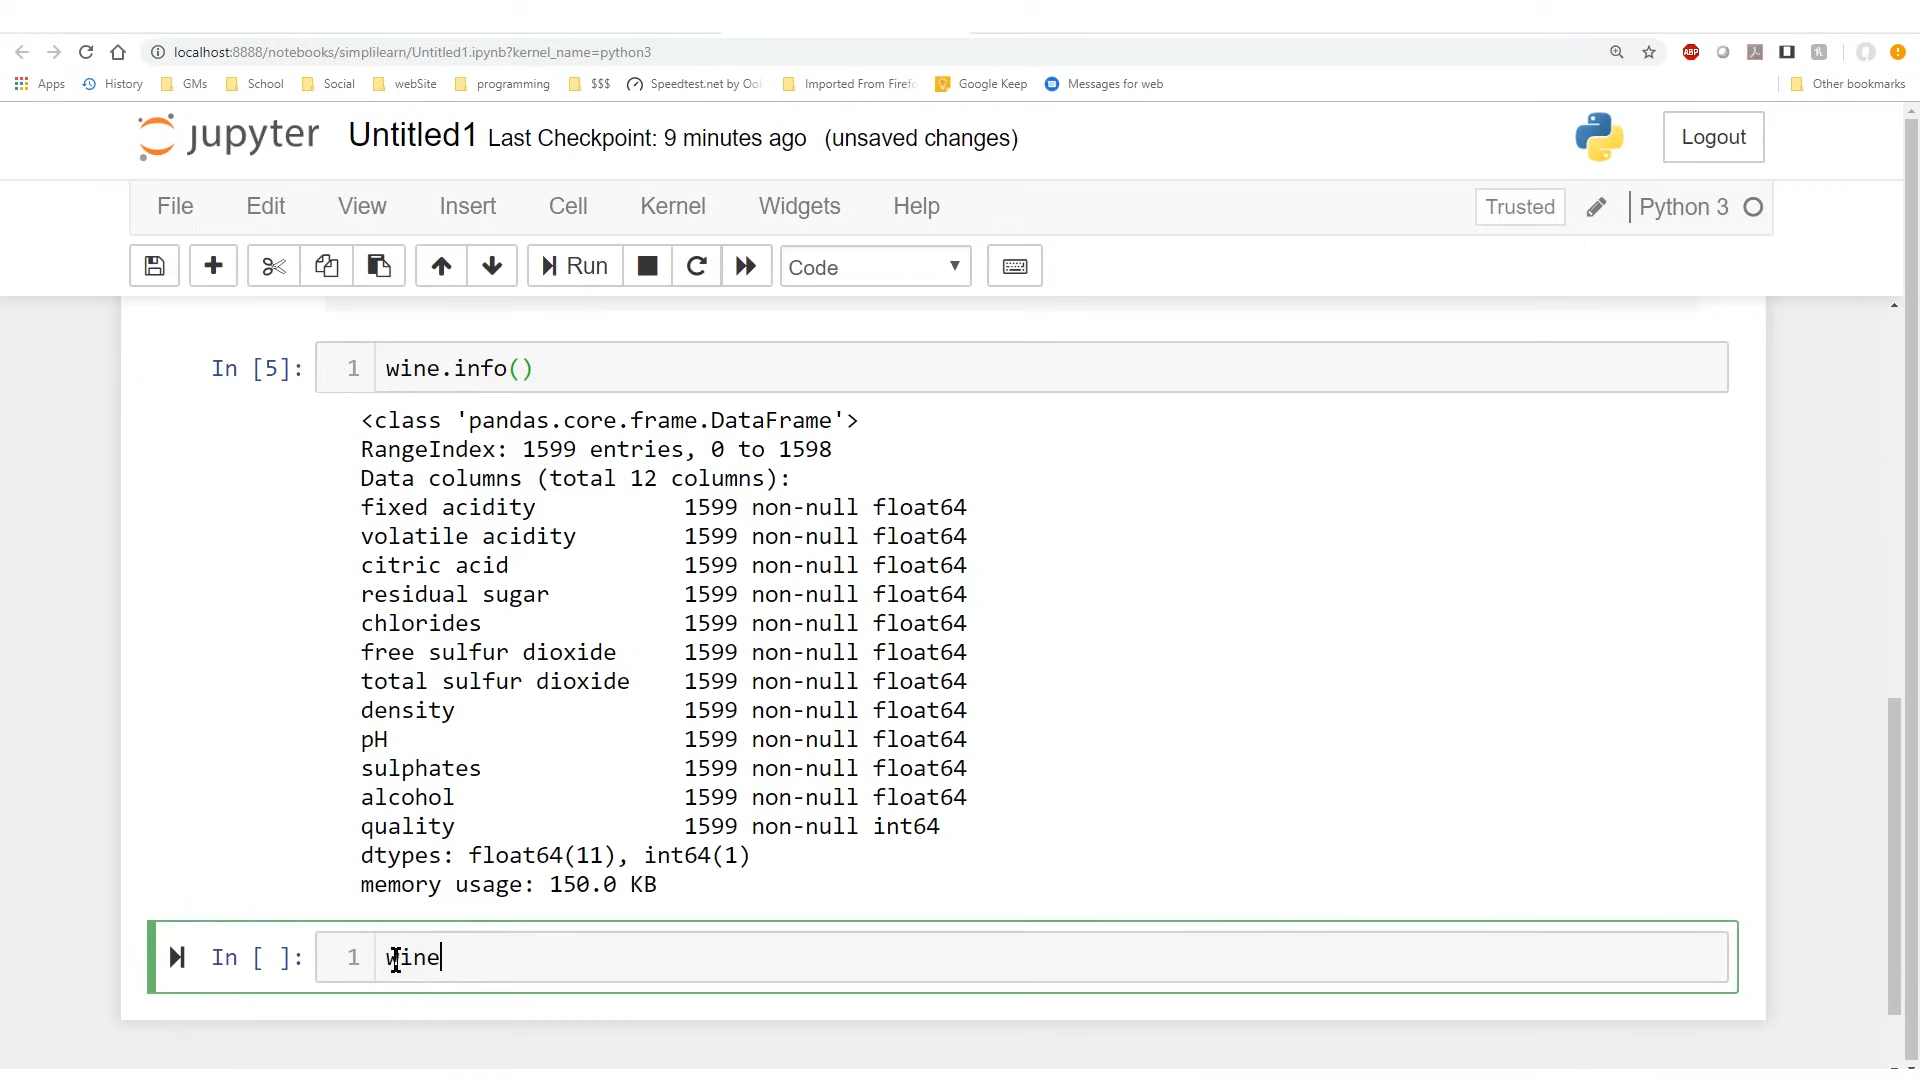 localhost:8888/notebooks/simplilearn/Untitled1.ipynb?kernel_name=python3
ABP
Apps History GMs School Social webSite programming $$$ Speedtest.net by Ook Imported From Firefo Google Keep Messages for web Other bookmarks
jupyter Untitled1 Last Checkpoint: 9 minutes ago (unsaved changes) Logout
File Edit View Insert Cell Kernel Widgets Help Trusted Python 3
Run Code
In [5]: 1 wine.info()
<class 'pandas.core.frame.DataFrame'>
RangeIndex: 1599 entries, 0 to 1598
Data columns (total 12 columns):
fixed acidity 1599 non-null float64
volatile acidity 1599 non-null float64
citric acid 1599 non-null float64
residual sugar 1599 non-null float64
chlorides 1599 non-null float64
free sulfur dioxide 1599 non-null float64
total sulfur dioxide 1599 non-null float64
density 1599 non-null float64
pH 1599 non-null float64
sulphates 1599 non-null float64
alcohol 1599 non-null float64
quality 1599 non-null int64
dtypes: float64(11), int64(1)
memory usage: 150.0 KB
In [ ]: 1 wine